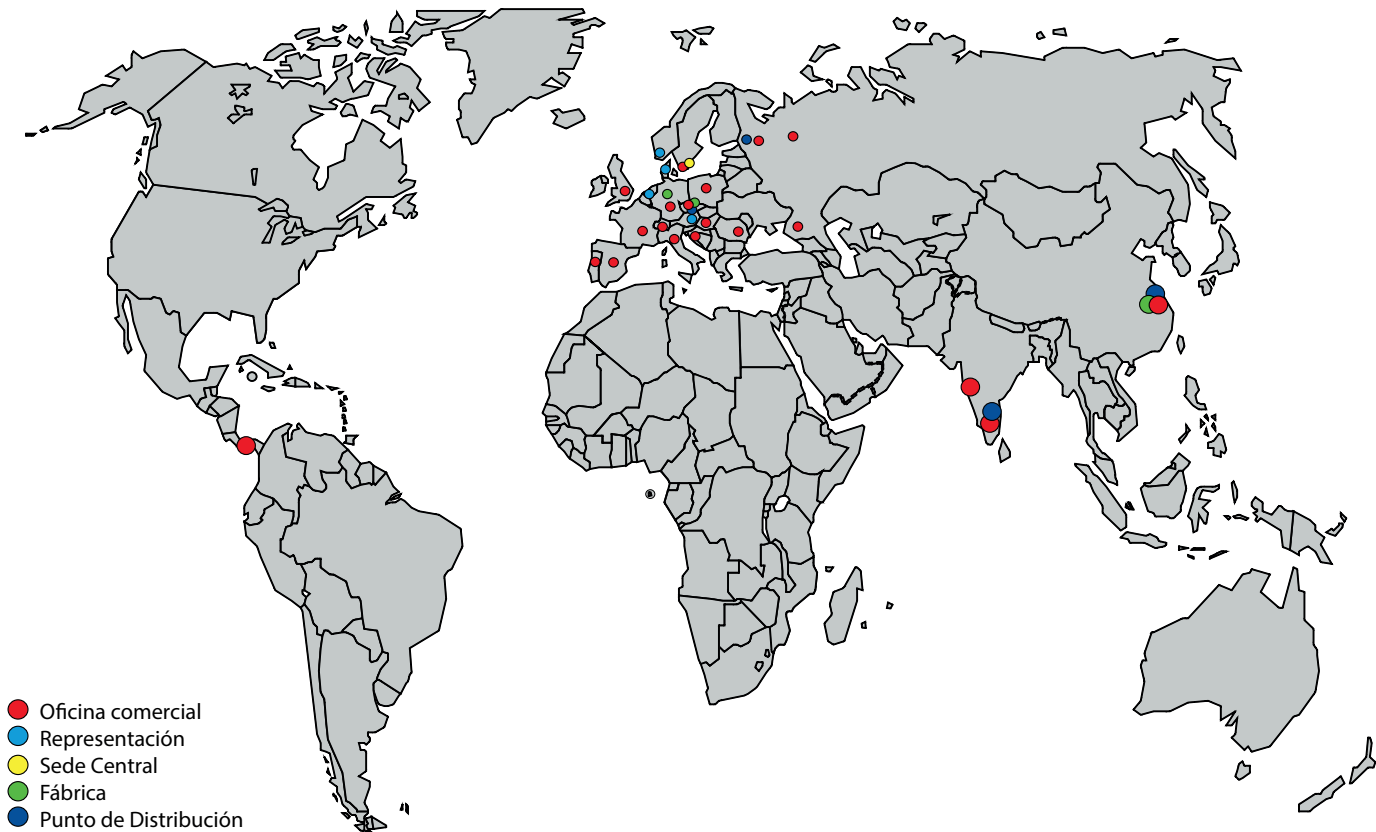 Oficina comercial
Representación
Sede Central
Fábrica
Punto de Distribución